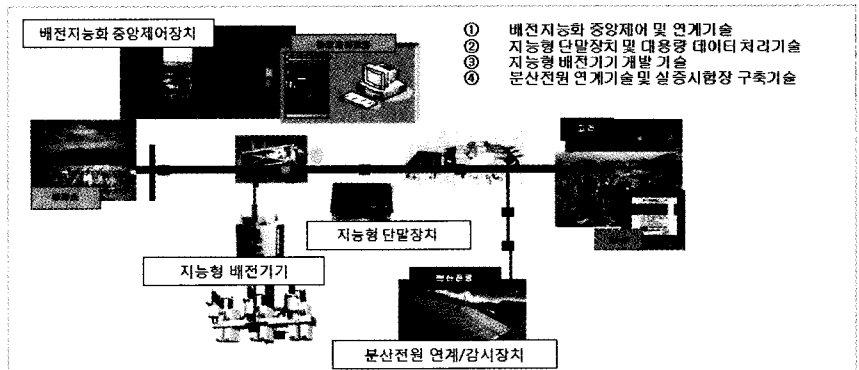 배전지능화 중앙제어장치
① 배전지능화 중앙제어 및 연계기술
② 지능형 단말장치 및 대용량 데이터 처리기술
③ 지능형 배전기기 개발 기술
④ 분산전원 연계기술 및 실증시험장 구축기술
지능형 단말장치
지능형 배전기기
분산전원
분산전원 연계/감시장치